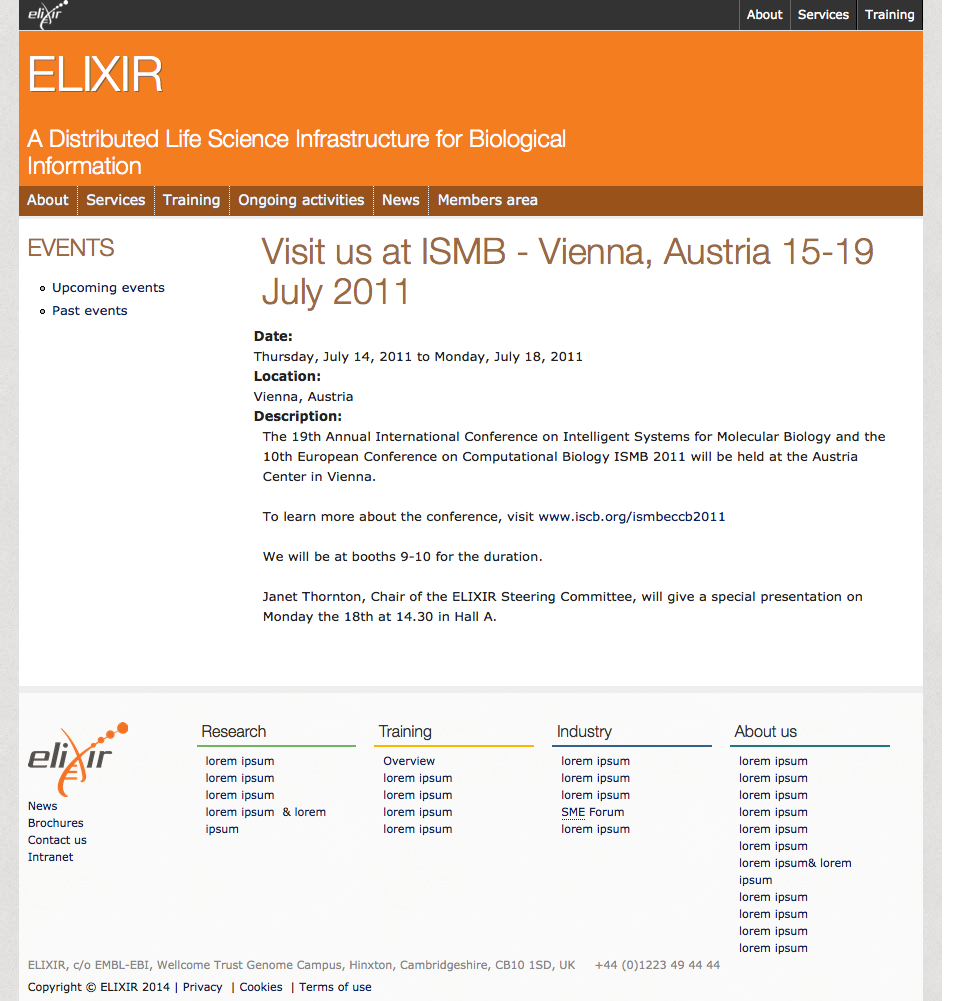 elixir
About Services Training
ELIXIR
A Distributed Life Science Infrastructure for Biological
Information
About Services Training Ongoing activities News Members area
EVENTS
Upcoming events
Past events
Visit us at ISMB - Vienna, Austria 15-19
July 2011
Date:
Thursday, July 14, 2011 to Monday, July 18, 2011
Location:
Vienna, Austria
Description:
The 19th Annual International Conference on Intelligent Systems for Molecular Biology and the
10th European Conference on Computational Biology ISMB 2011 will be held at the Austria
Center in Vienna.
To learn more about the conference, visit www.iscb.org/ismbeccb2011
We will be at booths 9-10 for the duration.
Janet Thornton, Chair of the ELIXIR Steering Committee, will give a special presentation on
Monday the 18th at 14.30 in Hall A.
elixir
News
Brochures
Contact us
Intranet
Research
lorem ipsum
lorem ipsum
lorem ipsum
lorem ipsum & lorem
ipsum
Training
Overview
lorem ipsum
lorem ipsum
lorem ipsum
lorem ipsum
Industry
lorem ipsum
lorem ipsum
lorem ipsum
SME Forum
lorem ipsum
About us
lorem ipsum
lorem ipsum
lorem ipsum
lorem ipsum
lorem ipsum
lorem ipsum
lorem ipsum& lorem
ipsum
lorem ipsum
lorem ipsum
lorem ipsum
lorem ipsum
ELIXIR, c/o EMBL-EBI, Wellcome Trust Genome Campus, Hinxton, Cambridgeshire, CB10 1SD, UK +44 (0)1223 49 44 44
Copyright © ELIXIR 2014 | Privacy | Cookies | Terms of use